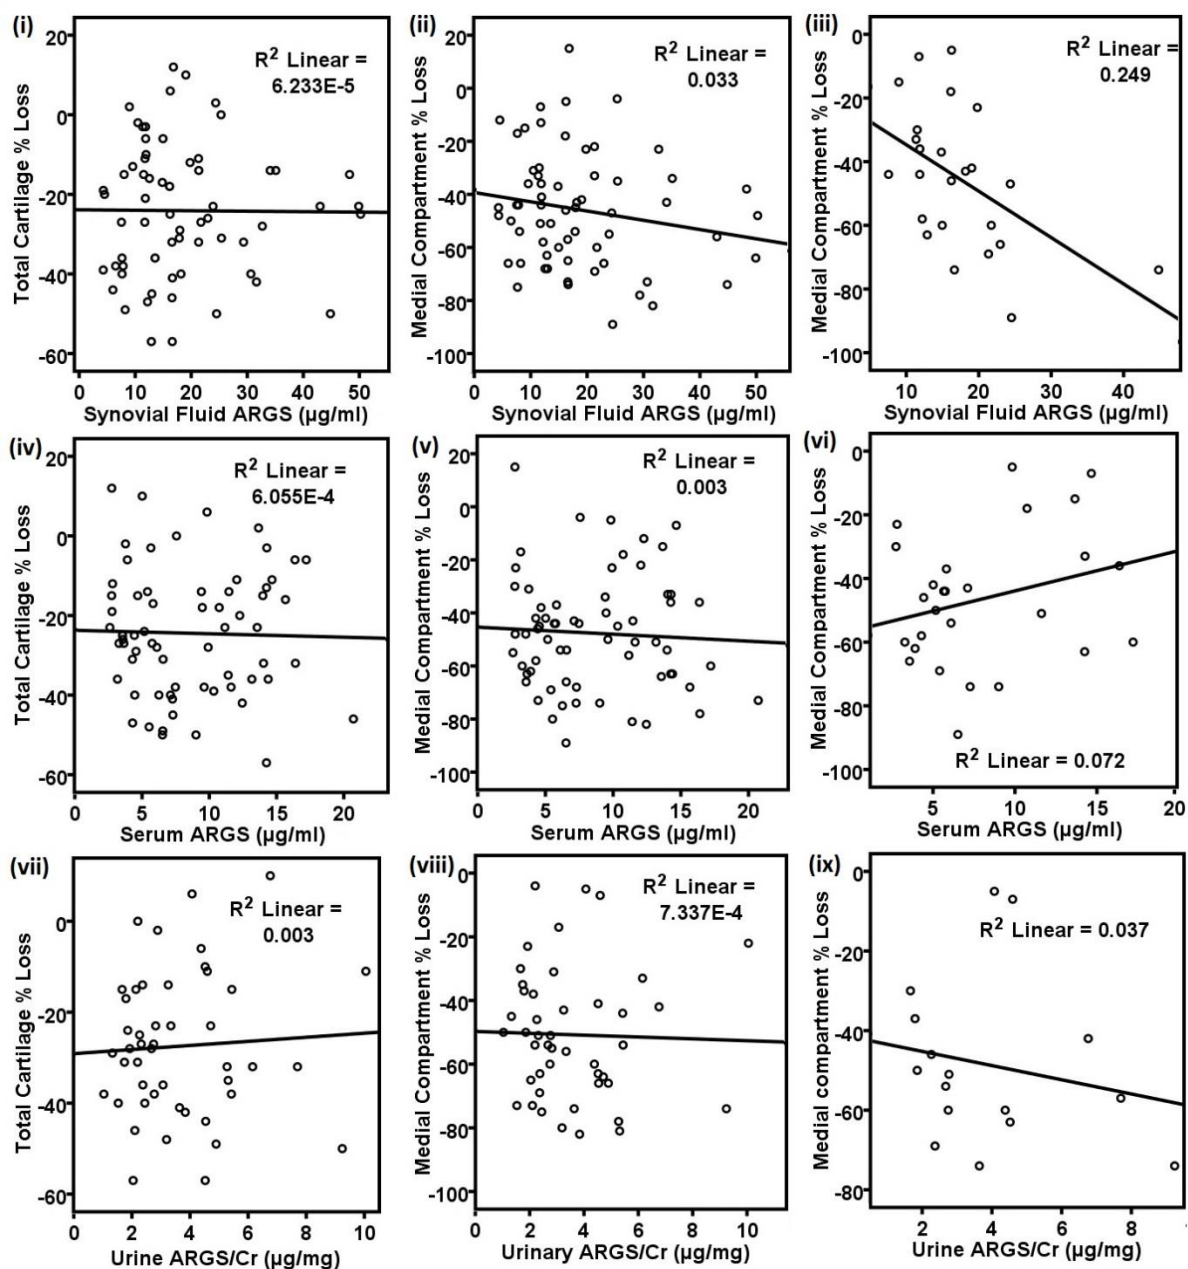 (i)
Total Cartilage % Loss
20
0
-20
-40
-60
R² Linear =
6.233E-5
0 10 20 30 40 50
Synovial Fluid ARGS (µg/ml)
(ii)
Medial Compartment % Loss
20
0
-20
-40
-60
-80
-100
R² Linear =
0.033
0 10 20 30 40 50
Synovial Fluid ARGS (µg/ml)
(iii)
Medial Compartment % Loss
0
-20
-40
-60
-80
-100
R² Linear =
0.249
10 20 30 40
Synovial Fluid ARGS (µg/ml)
(iv)
Total Cartilage % Loss
20
0
-20
-40
-60
R² Linear =
6.055E-4
0 5 10 15 20
Serum ARGS (µg/ml)
(v)
Medial Compartment % Loss
20
0
-20
-40
-60
-80
-100
R² Linear =
0.003
0 5 10 15 20
Serum ARGS (µg/ml)
(vi)
Medial Compartment % Loss
0
-20
-40
-60
-80
-100
R² Linear = 0.072
5 10 15 20
Serum ARGS (µg/ml)
(vii)
Total Cartilage % Loss
0
-20
-40
-60
R² Linear =
0.003
0 2 4 6 8 10
Urine ARGS/Cr (µg/mg)
(viii)
Medial Compartment % Loss
0
-20
-40
-60
-80
-100
R² Linear =
7.337E-4
0 2 4 6 8 10
Urinary ARGS/Cr (µg/mg)
(ix)
Medial compartment % Loss
0
-20
-40
-60
-80
R² Linear = 0.037
2 4 6 8
Urine ARGS/Cr (µg/mg)